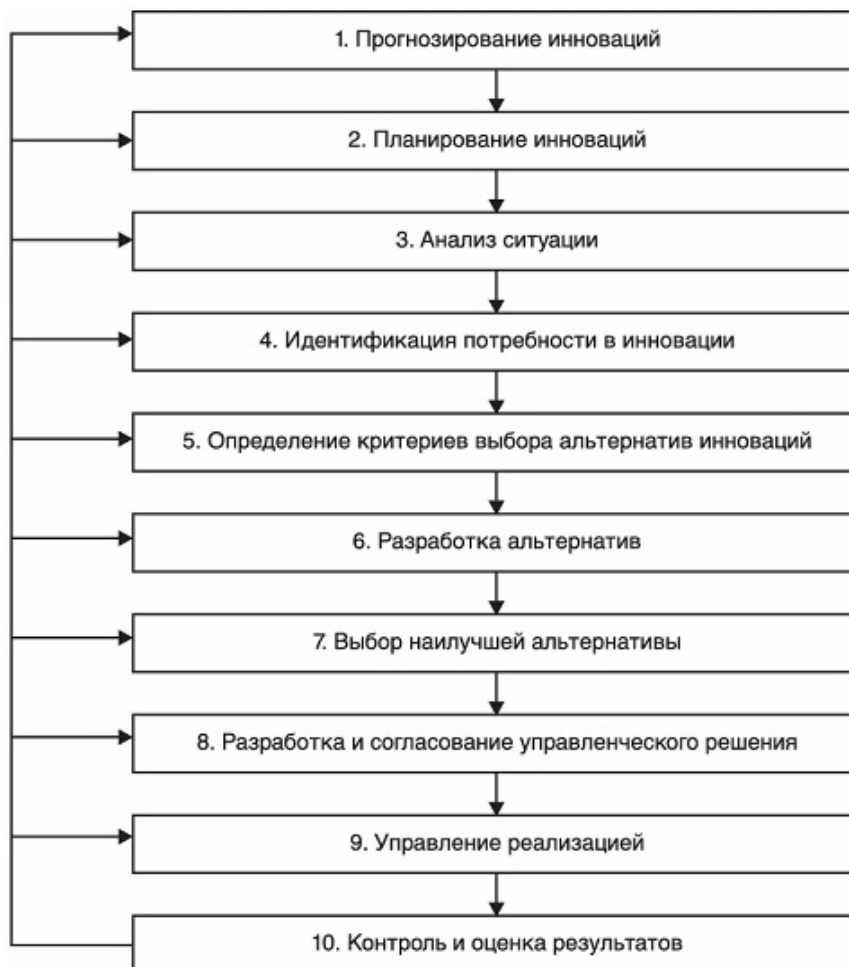 1. Прогнозирование инноваций
2. Планирование инноваций
3. Анализ ситуации
4. Идентификация потребности в инновации
5. Определение критериев выбора альтернатив инноваций
6. Разработка альтернатив
7. Выбор наилучшей альтернативы
8. Разработка и согласование управленческого решения
9. Управление реализацией
10. Контроль и оценка результатов